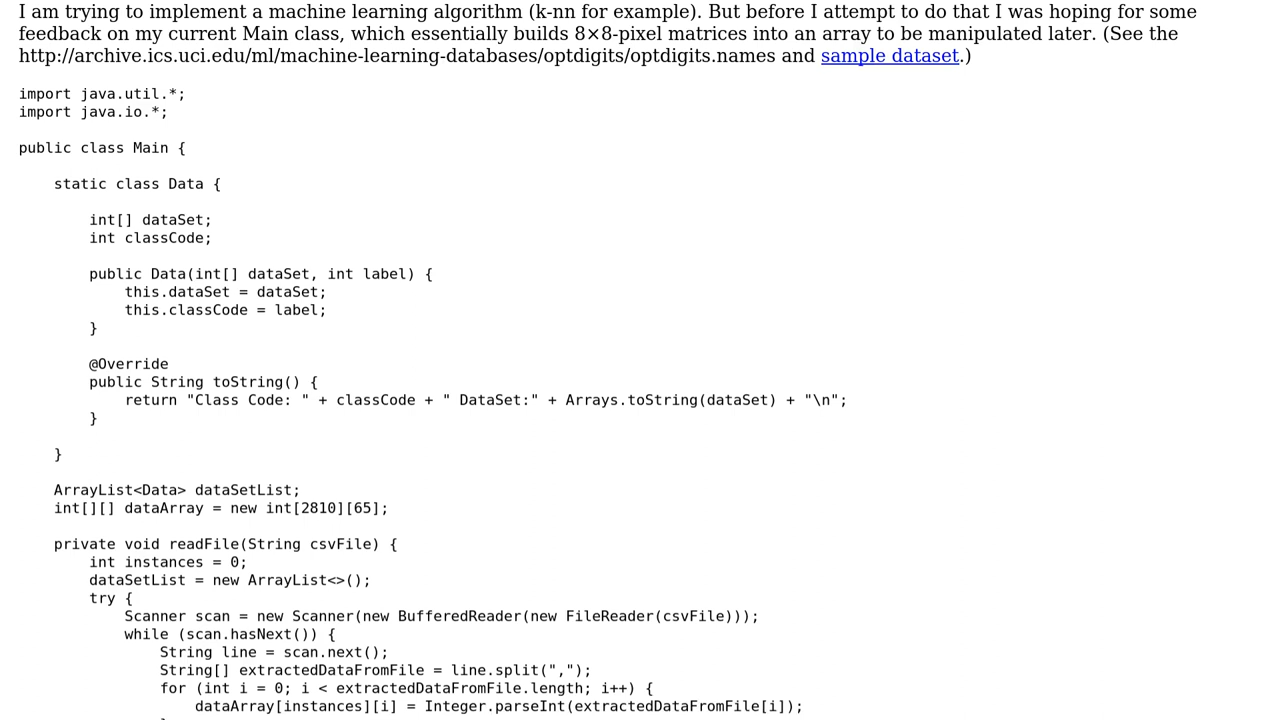 I am trying to implement a machine learning algorithm (k-nn for example). But before I attempt to do that I was hoping for some
feedback on my current Main class, which essentially builds 8×8-pixel matrices into an array to be manipulated later. (See the
http://archive.ics.uci.edu/ml/machine-learning-databases/optdigits/optdigits.names and sample dataset.)
import java.util.*;
import java.io.*;
public class Main {
static class Data {
int[] dataSet;
int classCode;
public Data(int[] dataSet, int label) {
this.dataSet = dataSet;
this.classCode = label;
}
@Override
public String toString() {
return "Class Code: " + classCode + " DataSet:" + Arrays.toString(dataSet) + "\n";
}
}
ArrayList<Data> dataSetList;
int[][] dataArray = new int[2810][65];
private void readFile(String csvFile) {
int instances = 0;
dataSetList = new ArrayList<>();
try {
Scanner scan = new Scanner(new BufferedReader(new FileReader(csvFile)));
while (scan.hasNext()) {
String line = scan.next();
String[] extractedDataFromFile = line.split(",");
for (int i = 0; i < extractedDataFromFile.length; i++) {
dataArray[instances][i] = Integer.parseInt(extractedDataFromFile[i]);